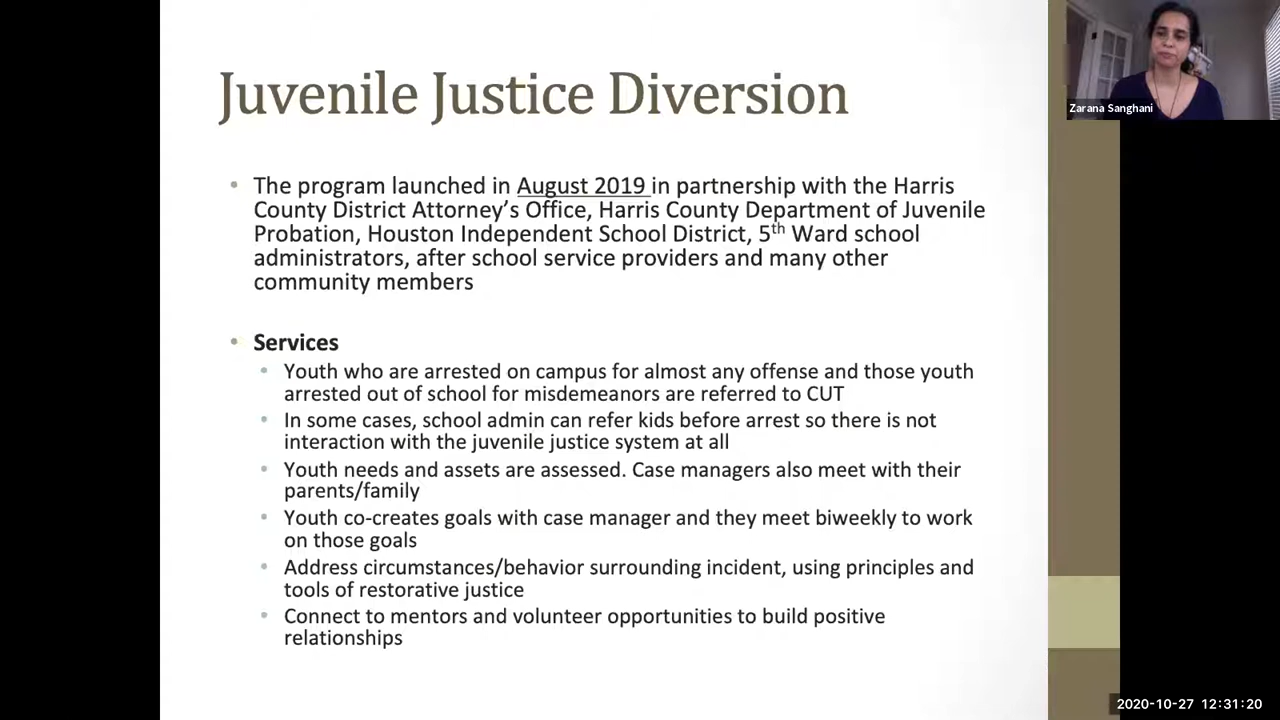 Juvenile Justice Diversion
Zarana Sanghani
• The program launched in August 2019 in partnership with the Harris
County District Attorney’s Office, Harris County Department of Juvenile
Probation, Houston Independent School District, 5th Ward school
administrators, after school service providers and many other
community members
• Services
• Youth who are arrested on campus for almost any offense and those youth
arrested out of school for misdemeanors are referred to CUT
• In some cases, school admin can refer kids before arrest so there is not
interaction with the juvenile justice system at all
• Youth needs and assets are assessed. Case managers also meet with their
parents/family
• Youth co-creates goals with case manager and they meet biweekly to work
on those goals
• Address circumstances/behavior surrounding incident, using principles and
tools of restorative justice
• Connect to mentors and volunteer opportunities to build positive
relationships
2020-10-27 12:31:20